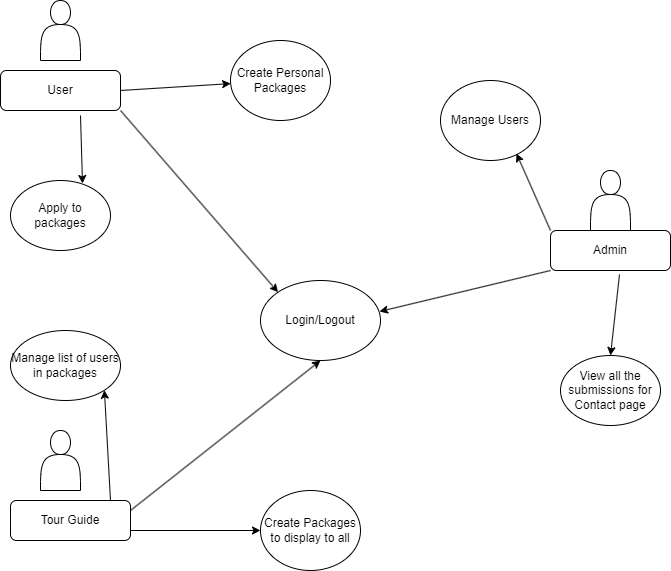 User
Create Personal
Packages
Manage Users
Apply to
packages
Admin
Login/Logout
Manage list of users
in packages
View all the
submissions for
Contact page
Tour Guide
Create Packages
to display to all